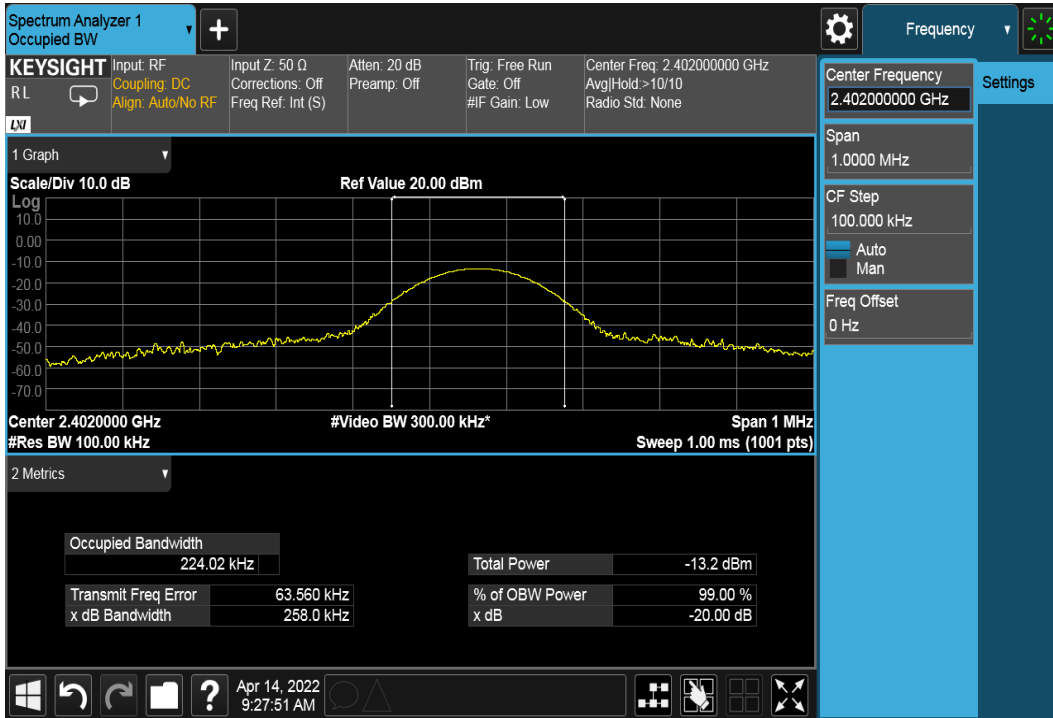 Spectrum Analyzer 1
Occupied BW
+
Frequency
KEYSIGHT
RL
LXI
Input: RF
Coupling: DC
Align: Auto/No RF
Input Z: 50 Ω
Corrections: Off
Freq Ref: Int (S)
Atten: 20 dB
Preamp: Off
Trig: Free Run
Gate: Off
#IF Gain: Low
Center Freq: 2.402000000 GHz
Avg|Hold:>10/10
Radio Std: None
Center Frequency
2.402000000 GHz
Settings
Span
1.0000 MHz
CF Step
100.000 kHz
Auto
Man
Freq Offset
0 Hz
1 Graph
Scale/Div 10.0 dB
Ref Value 20.00 dBm
Log
10.0
0.00
-10.0
-20.0
-30.0
-40.0
-50.0
-60.0
-70.0
Center 2.4020000 GHz
#Video BW 300.00 kHz*
Span 1 MHz
#Res BW 100.00 kHz
Sweep 1.00 ms (1001 pts)
2 Metrics
Occupied Bandwidth
224.02 kHz
Total Power -13.2 dBm
Transmit Freq Error 63.560 kHz
% of OBW Power 99.00 %
x dB Bandwidth 258.0 kHz
x dB -20.00 dB
?
Apr 14, 2022
9:27:51 AM